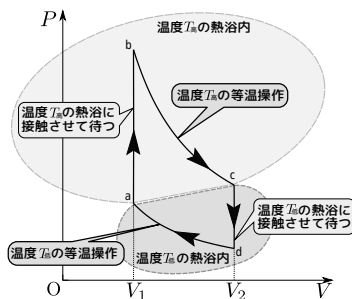 P
温度T高の熱浴内
b
温度T高の等温操作
温度T高の熱浴に
接触させて待つ
c
a
温度T低の熱浴に
接触させて待つ
温度T低の等温操作
温度T低の熱浴内
d
O
V1
V2
V